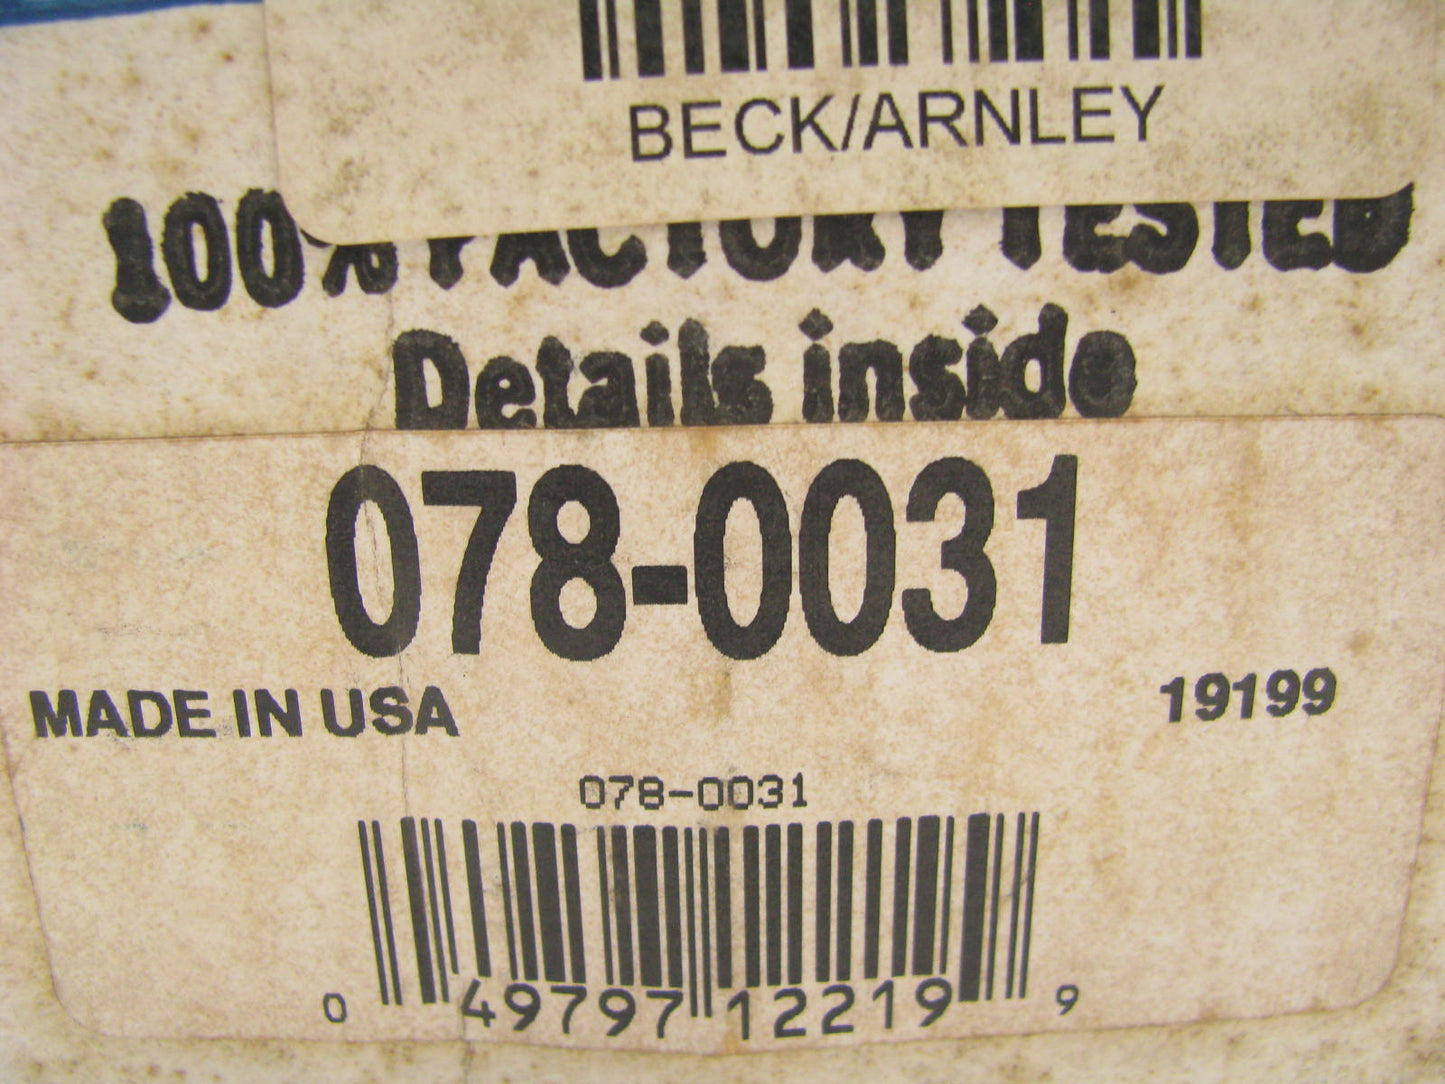 BECK/ARNLEY
100% FACTORY TESTED
Details inside
078-0031
MADE IN USA 19199
078-0031
0 49797 12219 9